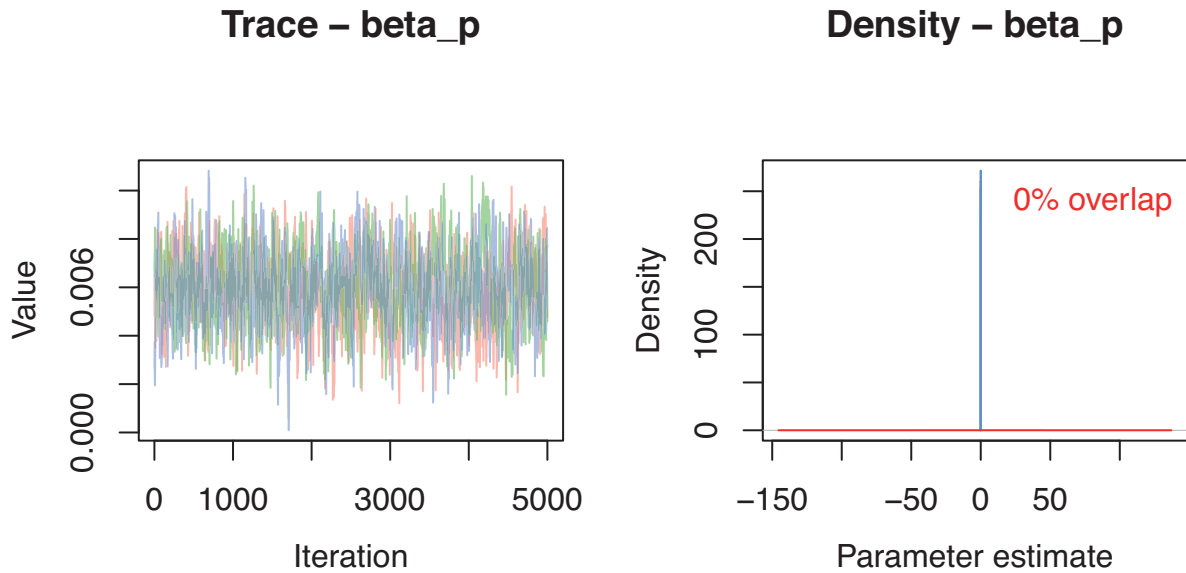 Trace – beta_p
Value
0.000
0.006
0
1000
3000
5000
Iteration
Density – beta_p
0% overlap
Density
0
100
200
−150
−50
0
50
Parameter estimate